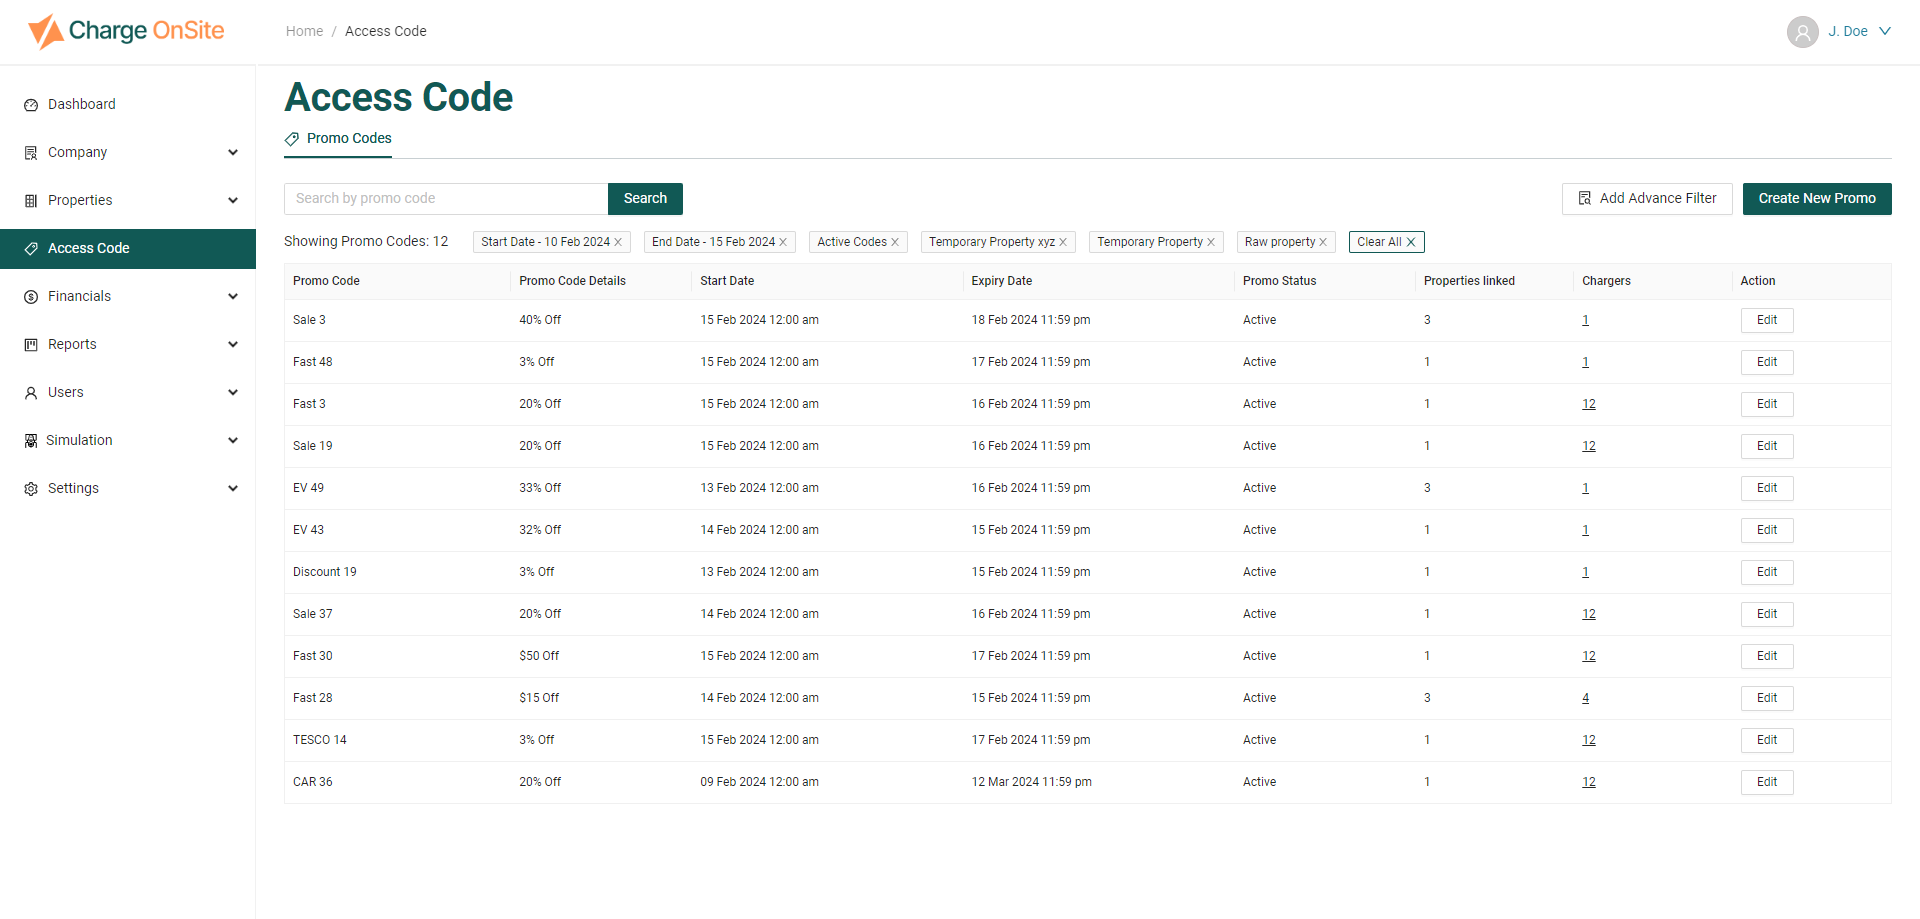 Charge OnSite
Home / Access Code
J. Doe
Dashboard
Company
Properties
Access Code
Financials
Reports
Users
Simulation
Settings
Access Code
Promo Codes
Search by promo code
Search
Add Advance Filter
Create New Promo
Showing Promo Codes: 12
Start Date - 10 Feb 2024
End Date - 15 Feb 2024
Active Codes
Temporary Property xyz
Temporary Property
Raw property
Clear All
Promo Code Promo Code Details Start Date Expiry Date Promo Status Properties linked Chargers Action
Sale 3 40% Off 15 Feb 2024 12:00 am 18 Feb 2024 11:59 pm Active 3 1 Edit
Fast 48 3% Off 15 Feb 2024 12:00 am 17 Feb 2024 11:59 pm Active 1 1 Edit
Fast 3 20% Off 15 Feb 2024 12:00 am 16 Feb 2024 11:59 pm Active 1 12 Edit
Sale 19 20% Off 15 Feb 2024 12:00 am 16 Feb 2024 11:59 pm Active 1 12 Edit
EV 49 33% Off 13 Feb 2024 12:00 am 16 Feb 2024 11:59 pm Active 3 1 Edit
EV 43 32% Off 14 Feb 2024 12:00 am 15 Feb 2024 11:59 pm Active 1 1 Edit
Discount 19 3% Off 13 Feb 2024 12:00 am 15 Feb 2024 11:59 pm Active 1 1 Edit
Sale 37 20% Off 14 Feb 2024 12:00 am 16 Feb 2024 11:59 pm Active 1 12 Edit
Fast 30 $50 Off 15 Feb 2024 12:00 am 17 Feb 2024 11:59 pm Active 1 12 Edit
Fast 28 $15 Off 14 Feb 2024 12:00 am 15 Feb 2024 11:59 pm Active 3 4 Edit
TESCO 14 3% Off 15 Feb 2024 12:00 am 17 Feb 2024 11:59 pm Active 1 12 Edit
CAR 36 20% Off 09 Feb 2024 12:00 am 12 Mar 2024 11:59 pm Active 1 12 Edit